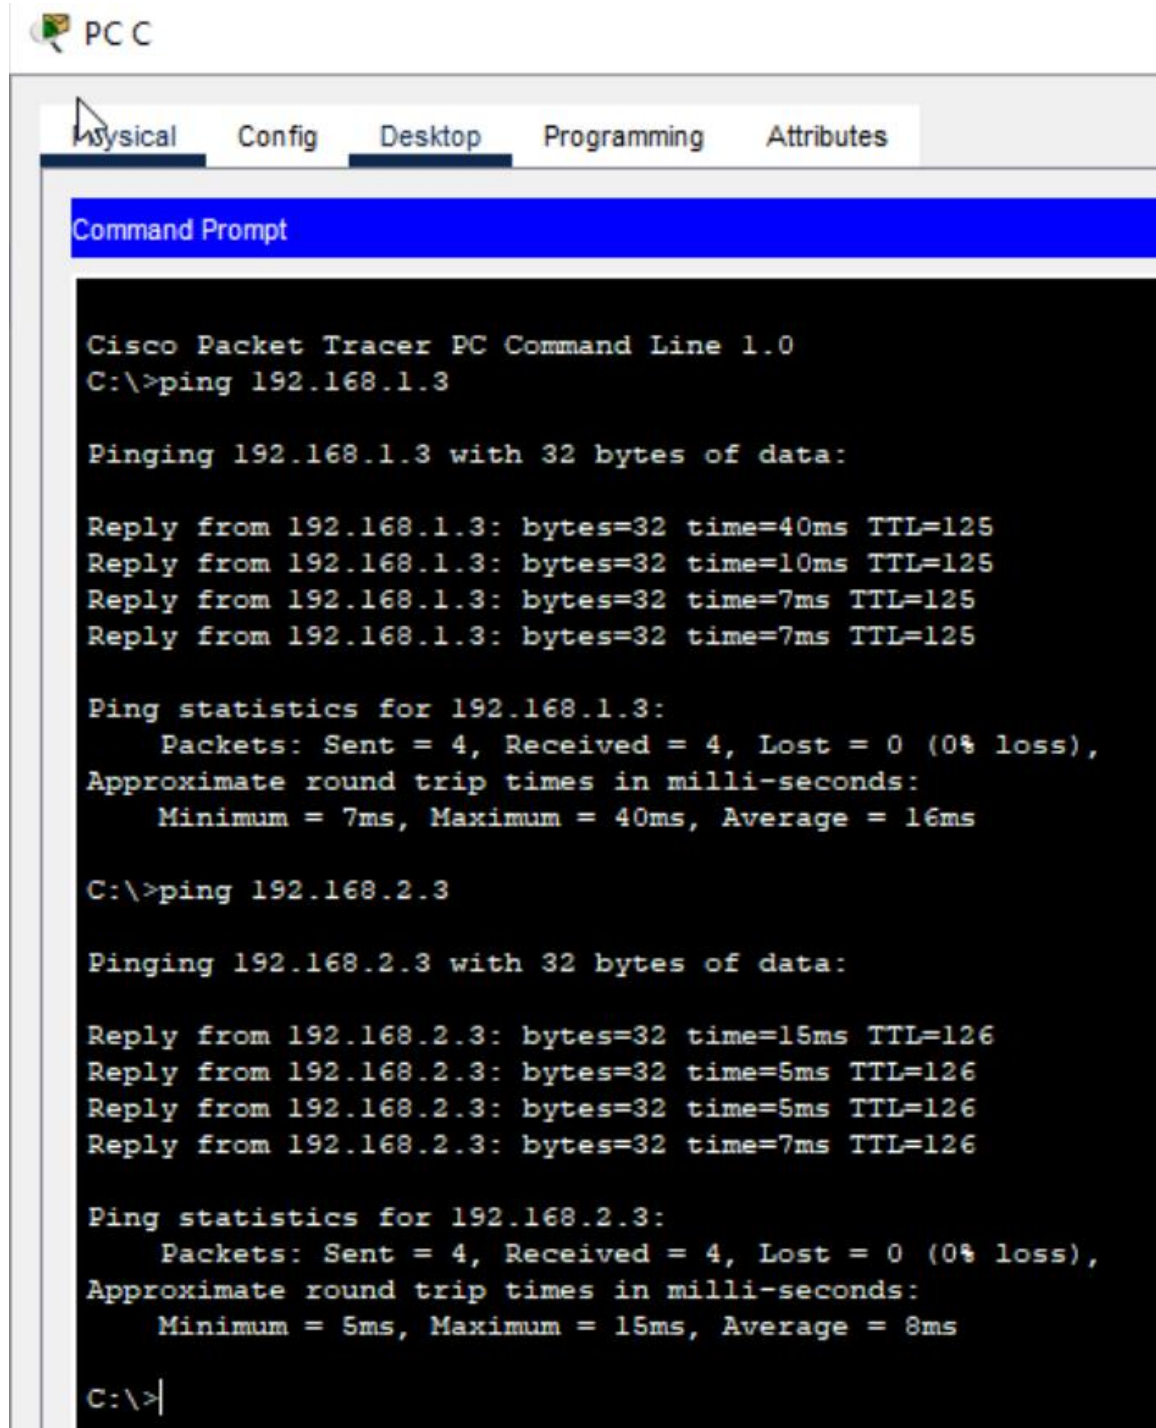 PC C
Physical Config Desktop Programming Attributes
Command Prompt
Cisco Packet Tracer PC Command Line 1.0
C:\>ping 192.168.1.3
Pinging 192.168.1.3 with 32 bytes of data:
Reply from 192.168.1.3: bytes=32 time=40ms TTL=125
Reply from 192.168.1.3: bytes=32 time=10ms TTL=125
Reply from 192.168.1.3: bytes=32 time=7ms TTL=125
Reply from 192.168.1.3: bytes=32 time=7ms TTL=125
Ping statistics for 192.168.1.3:
    Packets: Sent = 4, Received = 4, Lost = 0 (0% loss),
Approximate round trip times in milli-seconds:
    Minimum = 7ms, Maximum = 40ms, Average = 16ms
C:\>ping 192.168.2.3
Pinging 192.168.2.3 with 32 bytes of data:
Reply from 192.168.2.3: bytes=32 time=15ms TTL=126
Reply from 192.168.2.3: bytes=32 time=5ms TTL=126
Reply from 192.168.2.3: bytes=32 time=5ms TTL=126
Reply from 192.168.2.3: bytes=32 time=7ms TTL=126
Ping statistics for 192.168.2.3:
    Packets: Sent = 4, Received = 4, Lost = 0 (0% loss),
Approximate round trip times in milli-seconds:
    Minimum = 5ms, Maximum = 15ms, Average = 8ms
C:\>